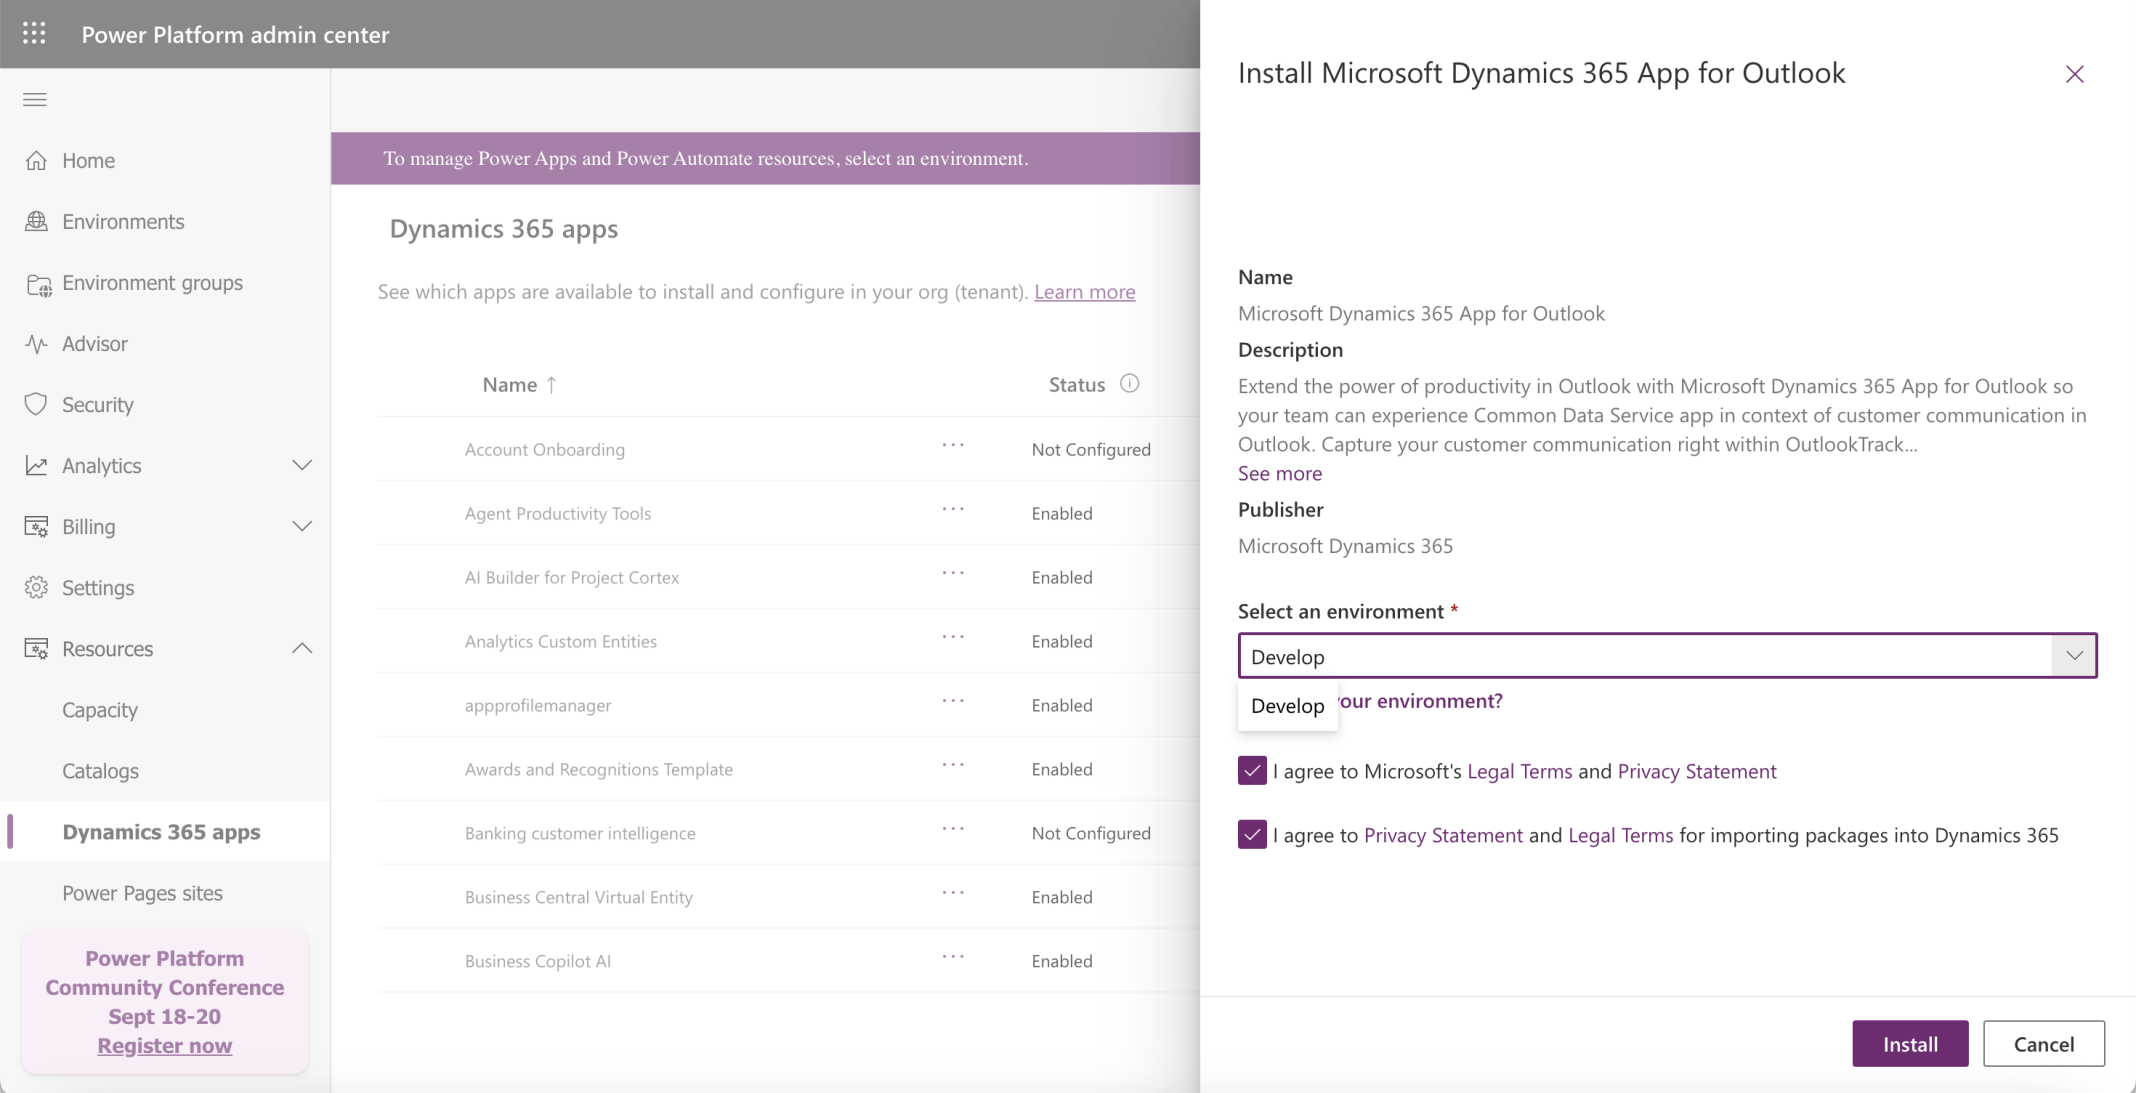 Power Platform admin center
Home
Environments
Environment groups
Advisor
Security
Analytics
Billing
Settings
Resources
Capacity
Catalogs
Dynamics 365 apps
Power Pages sites
Power Platform
Community Conference
Sept 18-20
Register now
To manage Power Apps and Power Automate resources, select an environment.
Dynamics 365 apps
See which apps are available to install and configure in your org (tenant). Learn more
Name ↑ Status
Account Onboarding ... Not Configured
Agent Productivity Tools ... Enabled
AI Builder for Project Cortex ... Enabled
Analytics Custom Entities ... Enabled
appprofilemanager ... Enabled
Awards and Recognitions Template ... Enabled
Banking customer intelligence ... Not Configured
Business Central Virtual Entity ... Enabled
Business Copilot AI ... Enabled
Install Microsoft Dynamics 365 App for Outlook
Name
Microsoft Dynamics 365 App for Outlook
Description
Extend the power of productivity in Outlook with Microsoft Dynamics 365 App for Outlook so
your team can experience Common Data Service app in context of customer communication in
Outlook. Capture your customer communication right within OutlookTrack...
See more
Publisher
Microsoft Dynamics 365
Select an environment *
Develop
Develop
your environment?
I agree to Microsoft's Legal Terms and Privacy Statement
I agree to Privacy Statement and Legal Terms for importing packages into Dynamics 365
Install
Cancel